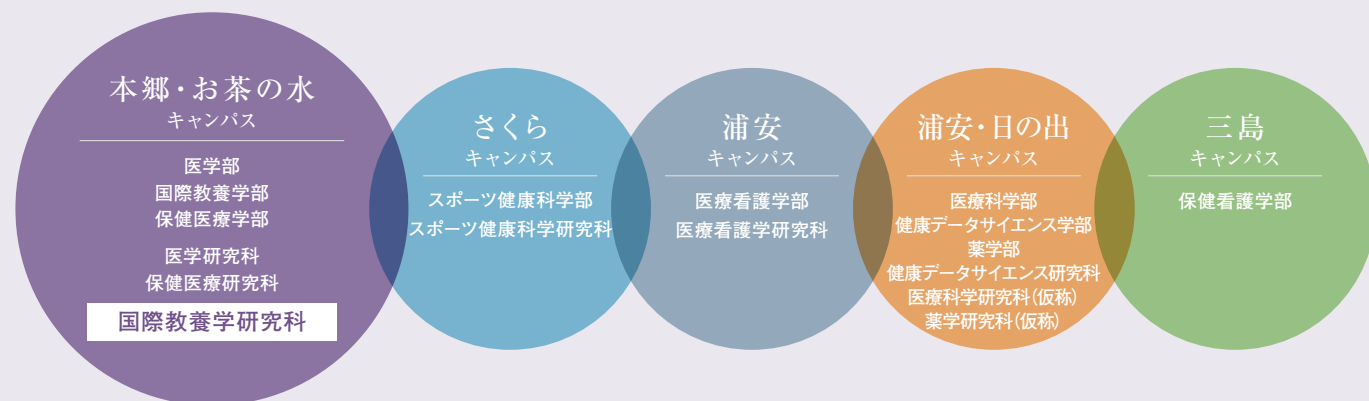 本郷・お茶の水
キャンパス
医学部
国際教養学部
保健医療学部
医学研究科
保健医療研究科
国際教養学研究科
さくら
キャンパス
スポーツ健康科学部
スポーツ健康科学研究科
浦安
キャンパス
医療看護学部
医療看護学研究科
浦安・日の出
キャンパス
医療科学部
健康データサイエンス学部
薬学部
健康データサイエンス研究科
医療科学研究科(仮称)
薬学研究科(仮称)
三島
キャンパス
保健看護学部